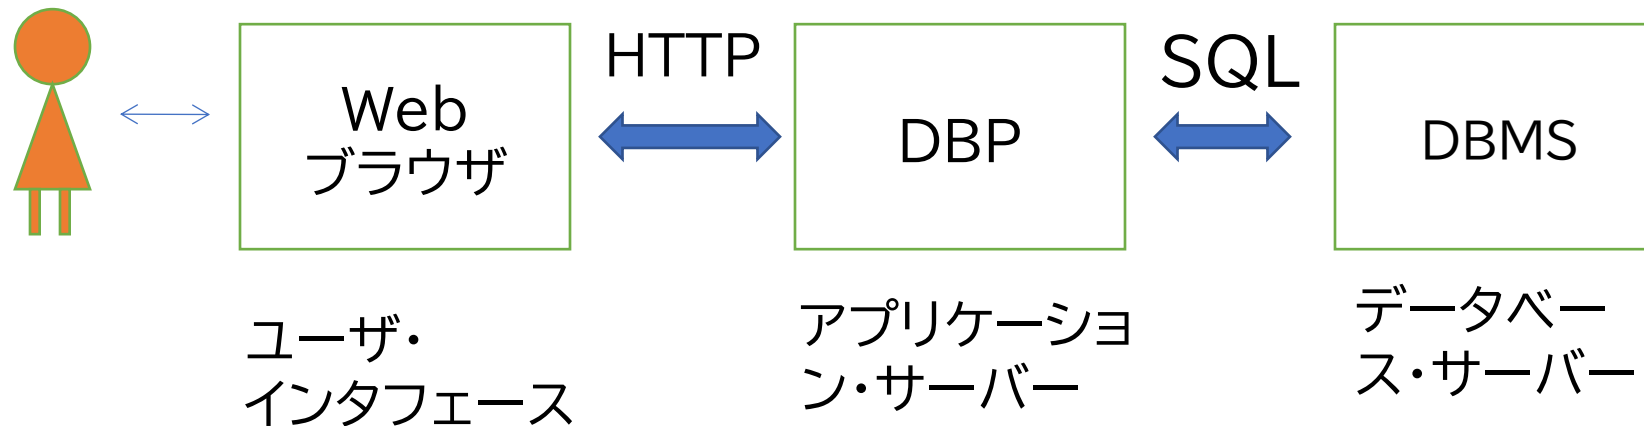 Web
ブラウザ
HTTP
DBP
SQL
DBMS
ユーザ・
インタフェース
アプリケーショ
ン・サーバー
データベー
ス・サーバー